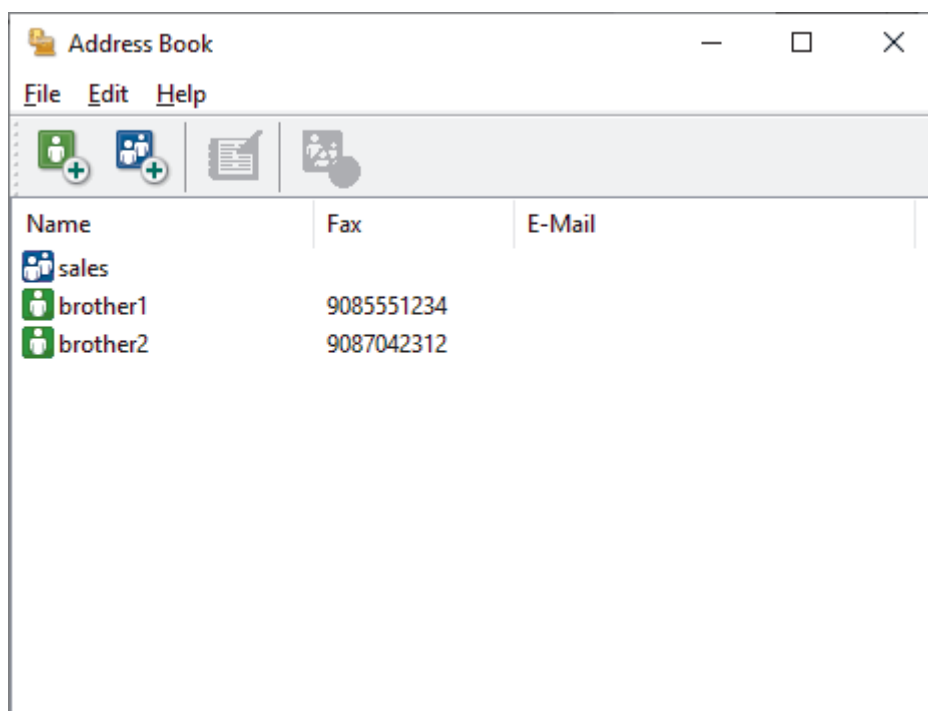 Address Book
File Edit Help
Name Fax E-Mail
sales
brother1 9085551234
brother2 9087042312